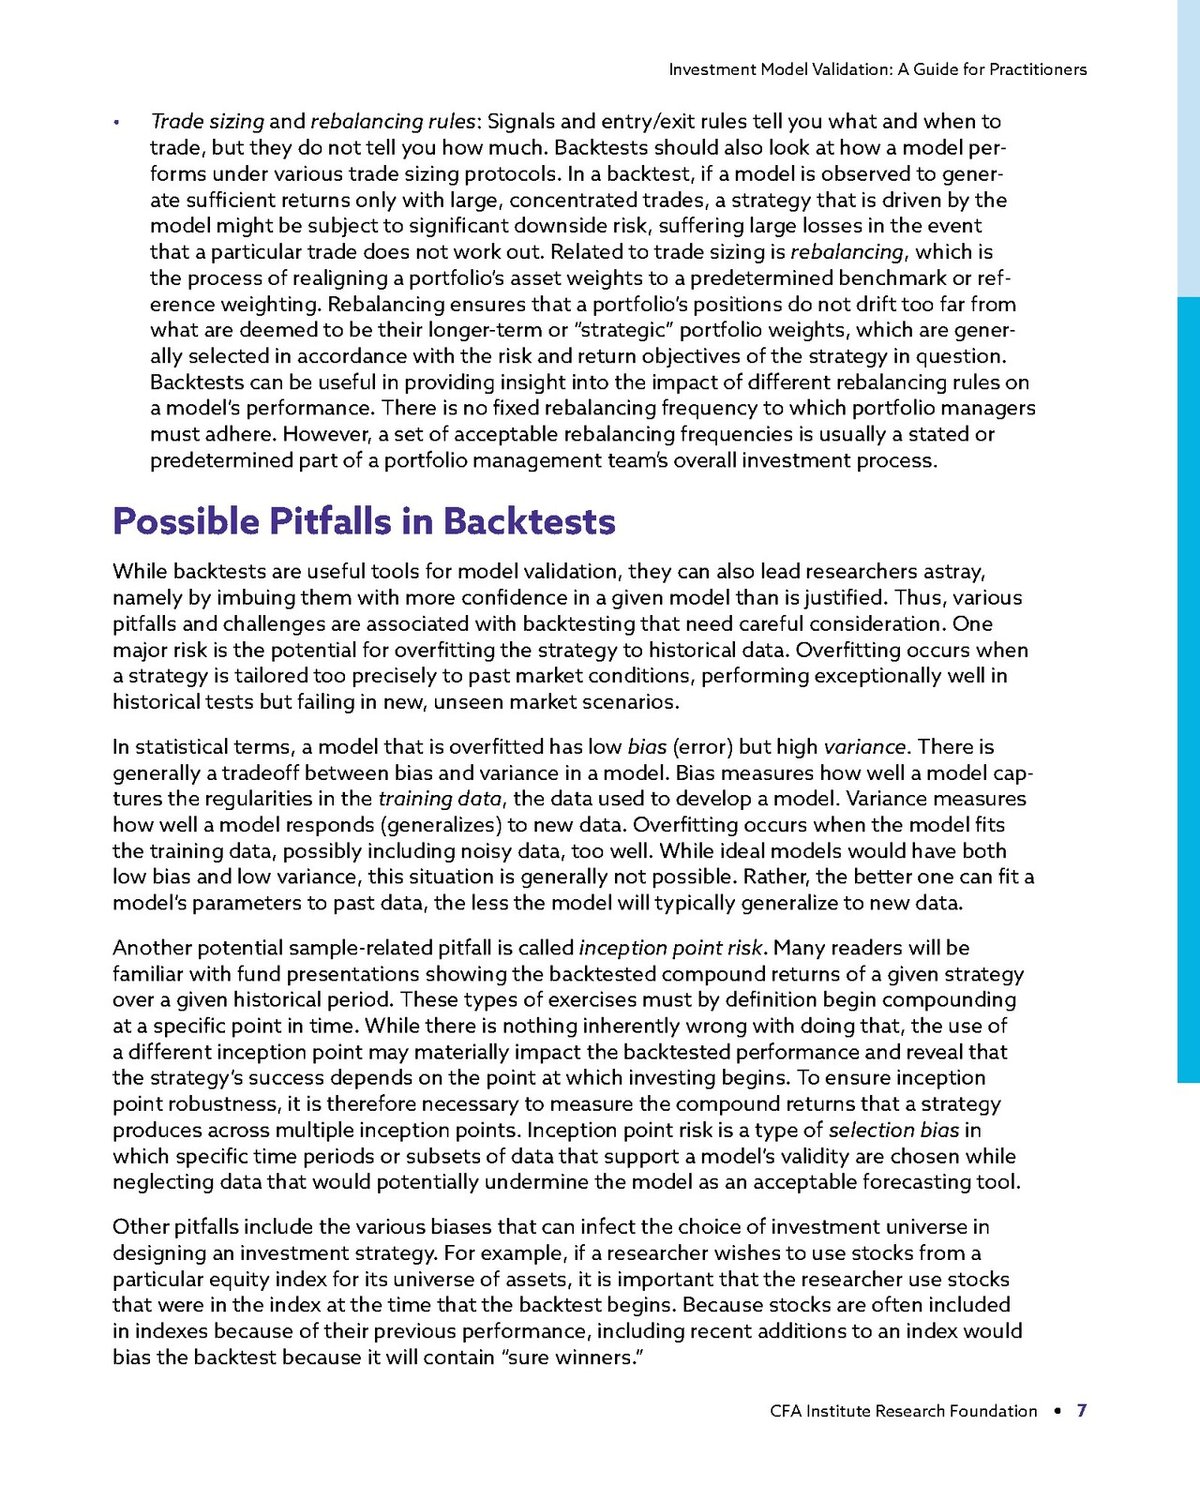 Investment Model Validation: A Guide for Practitioners
• Trade sizing and rebalancing rules: Signals and entry/exit rules tell you what and when to
trade, but they do not tell you how much. Backtests should also look at how a model per-
forms under various trade sizing protocols. In a backtest, if a model is observed to gener-
ate sufficient returns only with large, concentrated trades, a strategy that is driven by the
model might be subject to significant downside risk, suffering large losses in the event
that a particular trade does not work out. Related to trade sizing is rebalancing, which is
the process of realigning a portfolio’s asset weights to a predetermined benchmark or ref-
erence weighting. Rebalancing ensures that a portfolio’s positions do not drift too far from
what are deemed to be their longer-term or “strategic” portfolio weights, which are gener-
ally selected in accordance with the risk and return objectives of the strategy in question.
Backtests can be useful in providing insight into the impact of different rebalancing rules on
a model’s performance. There is no fixed rebalancing frequency to which portfolio managers
must adhere. However, a set of acceptable rebalancing frequencies is usually a stated or
predetermined part of a portfolio management team’s overall investment process.
Possible Pitfalls in Backtests
While backtests are useful tools for model validation, they can also lead researchers astray,
namely by imbuing them with more confidence in a given model than is justified. Thus, various
pitfalls and challenges are associated with backtesting that need careful consideration. One
major risk is the potential for overfitting the strategy to historical data. Overfitting occurs when
a strategy is tailored too precisely to past market conditions, performing exceptionally well in
historical tests but failing in new, unseen market scenarios.
In statistical terms, a model that is overfitted has low bias (error) but high variance. There is
generally a tradeoff between bias and variance in a model. Bias measures how well a model cap-
tures the regularities in the training data, the data used to develop a model. Variance measures
how well a model responds (generalizes) to new data. Overfitting occurs when the model fits
the training data, possibly including noisy data, too well. While ideal models would have both
low bias and low variance, this situation is generally not possible. Rather, the better one can fit a
model’s parameters to past data, the less the model will typically generalize to new data.
Another potential sample-related pitfall is called inception point risk. Many readers will be
familiar with fund presentations showing the backtested compound returns of a given strategy
over a given historical period. These types of exercises must by definition begin compounding
at a specific point in time. While there is nothing inherently wrong with doing that, the use of
a different inception point may materially impact the backtested performance and reveal that
the strategy’s success depends on the point at which investing begins. To ensure inception
point robustness, it is therefore necessary to measure the compound returns that a strategy
produces across multiple inception points. Inception point risk is a type of selection bias in
which specific time periods or subsets of data that support a model’s validity are chosen while
neglecting data that would potentially undermine the model as an acceptable forecasting tool.
Other pitfalls include the various biases that can infect the choice of investment universe in
designing an investment strategy. For example, if a researcher wishes to use stocks from a
particular equity index for its universe of assets, it is important that the researcher use stocks
that were in the index at the time that the backtest begins. Because stocks are often included
in indexes because of their previous performance, including recent additions to an index would
bias the backtest because it will contain “sure winners.”
CFA Institute Research Foundation • 7